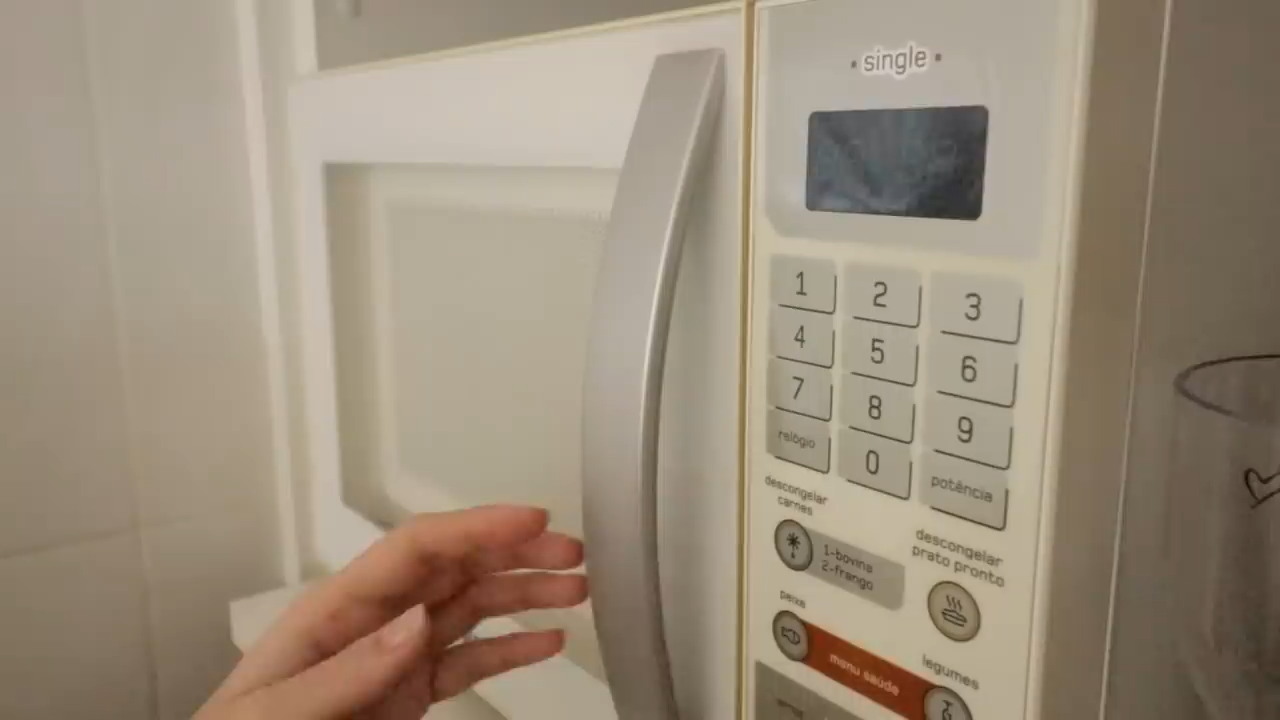 • single •
1 2 3
4 5 6
7 8 9
relógio 0 potência
descongelar
carnes
1-bovina
2-frango
descongelar
prato pronto
peixe
menu saúde
legumes